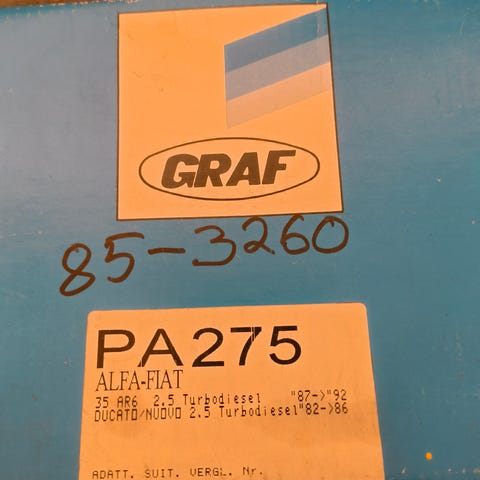 GRAF
85-3260
PA275
ALFA-FIAT
35 AR6 2.5 Turbodiesel "87->"92
DUCATO/NUOVO 2.5 Turbodiesel"82->86
ADATT. SUIT. VERGL. Nr.